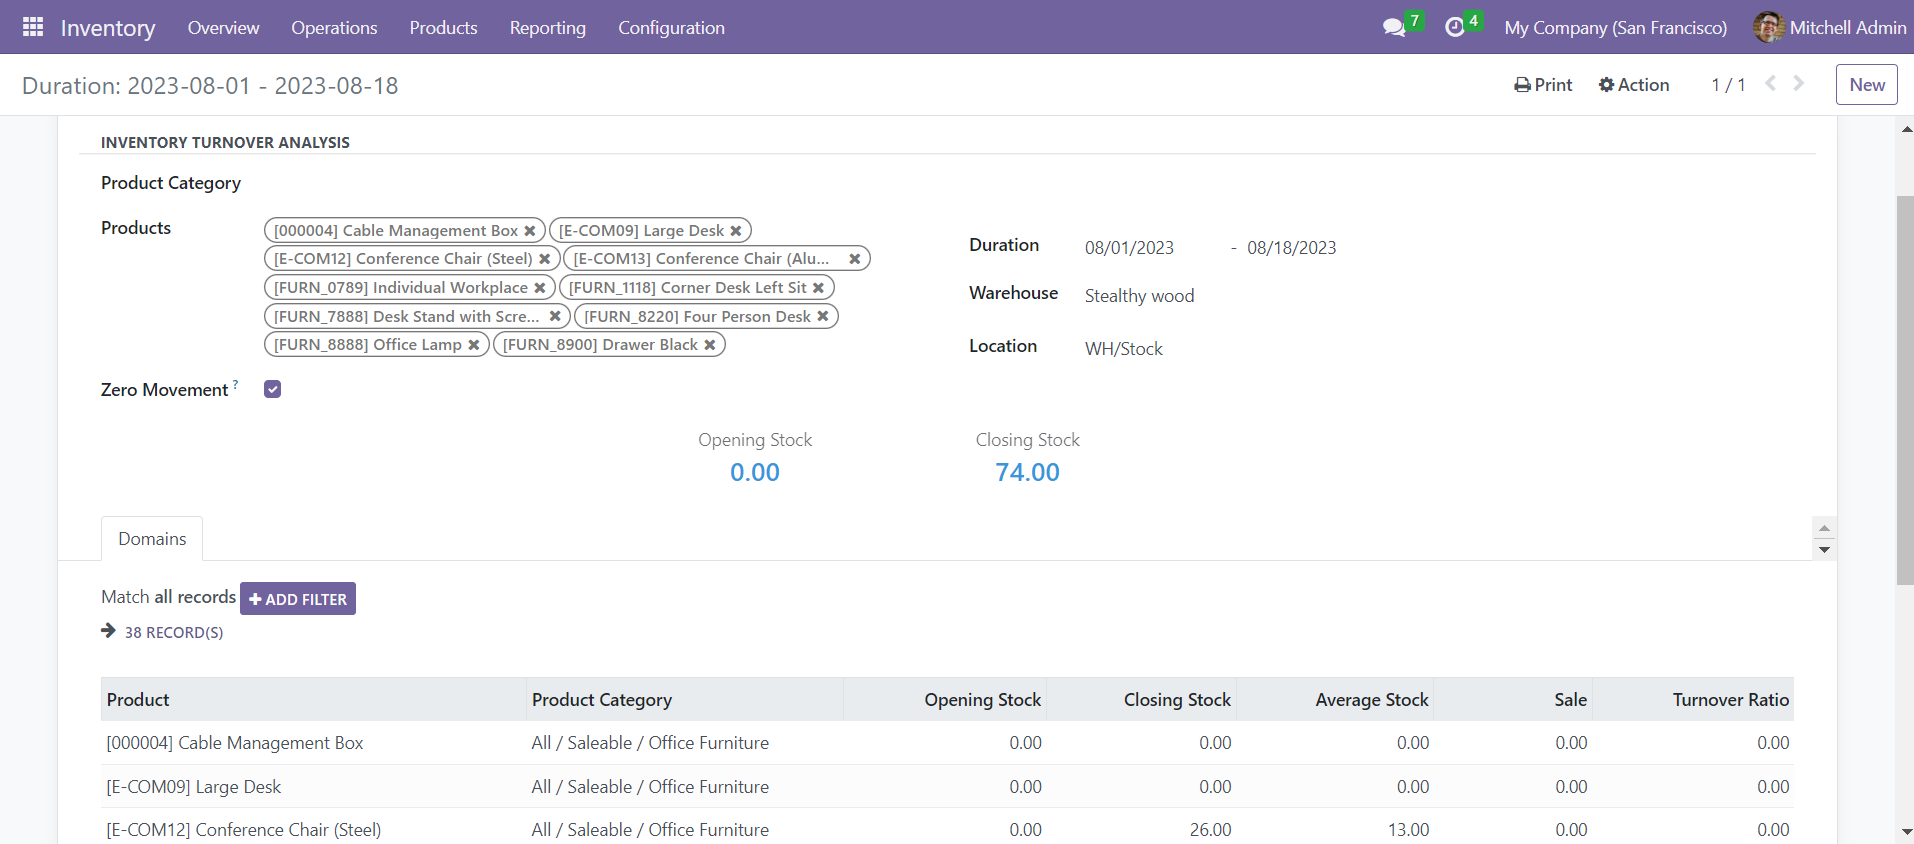 Inventory Overview Operations Products Reporting Configuration 7 4 My Company (San Francisco) Mitchell Admin
Duration: 2023-08-01 - 2023-08-18 Print Action 1 / 1 New
INVENTORY TURNOVER ANALYSIS
Product Category
Products
[000004] Cable Management Box [E-COM09] Large Desk
[E-COM12] Conference Chair (Steel) [E-COM13] Conference Chair (Alu...
[FURN_0789] Individual Workplace [FURN_1118] Corner Desk Left Sit
[FURN_7888] Desk Stand with Scre... [FURN_8220] Four Person Desk
[FURN_8888] Office Lamp [FURN_8900] Drawer Black
Zero Movement ?
Duration 08/01/2023 - 08/18/2023
Warehouse Stealthy wood
Location WH/Stock
Opening Stock Closing Stock
0.00 74.00
Domains
Match all records + ADD FILTER
38 RECORD(S)
Product Product Category Opening Stock Closing Stock Average Stock Sale Turnover Ratio
[000004] Cable Management Box All / Saleable / Office Furniture 0.00 0.00 0.00 0.00 0.00
[E-COM09] Large Desk All / Saleable / Office Furniture 0.00 0.00 0.00 0.00 0.00
[E-COM12] Conference Chair (Steel) All / Saleable / Office Furniture 0.00 26.00 13.00 0.00 0.00